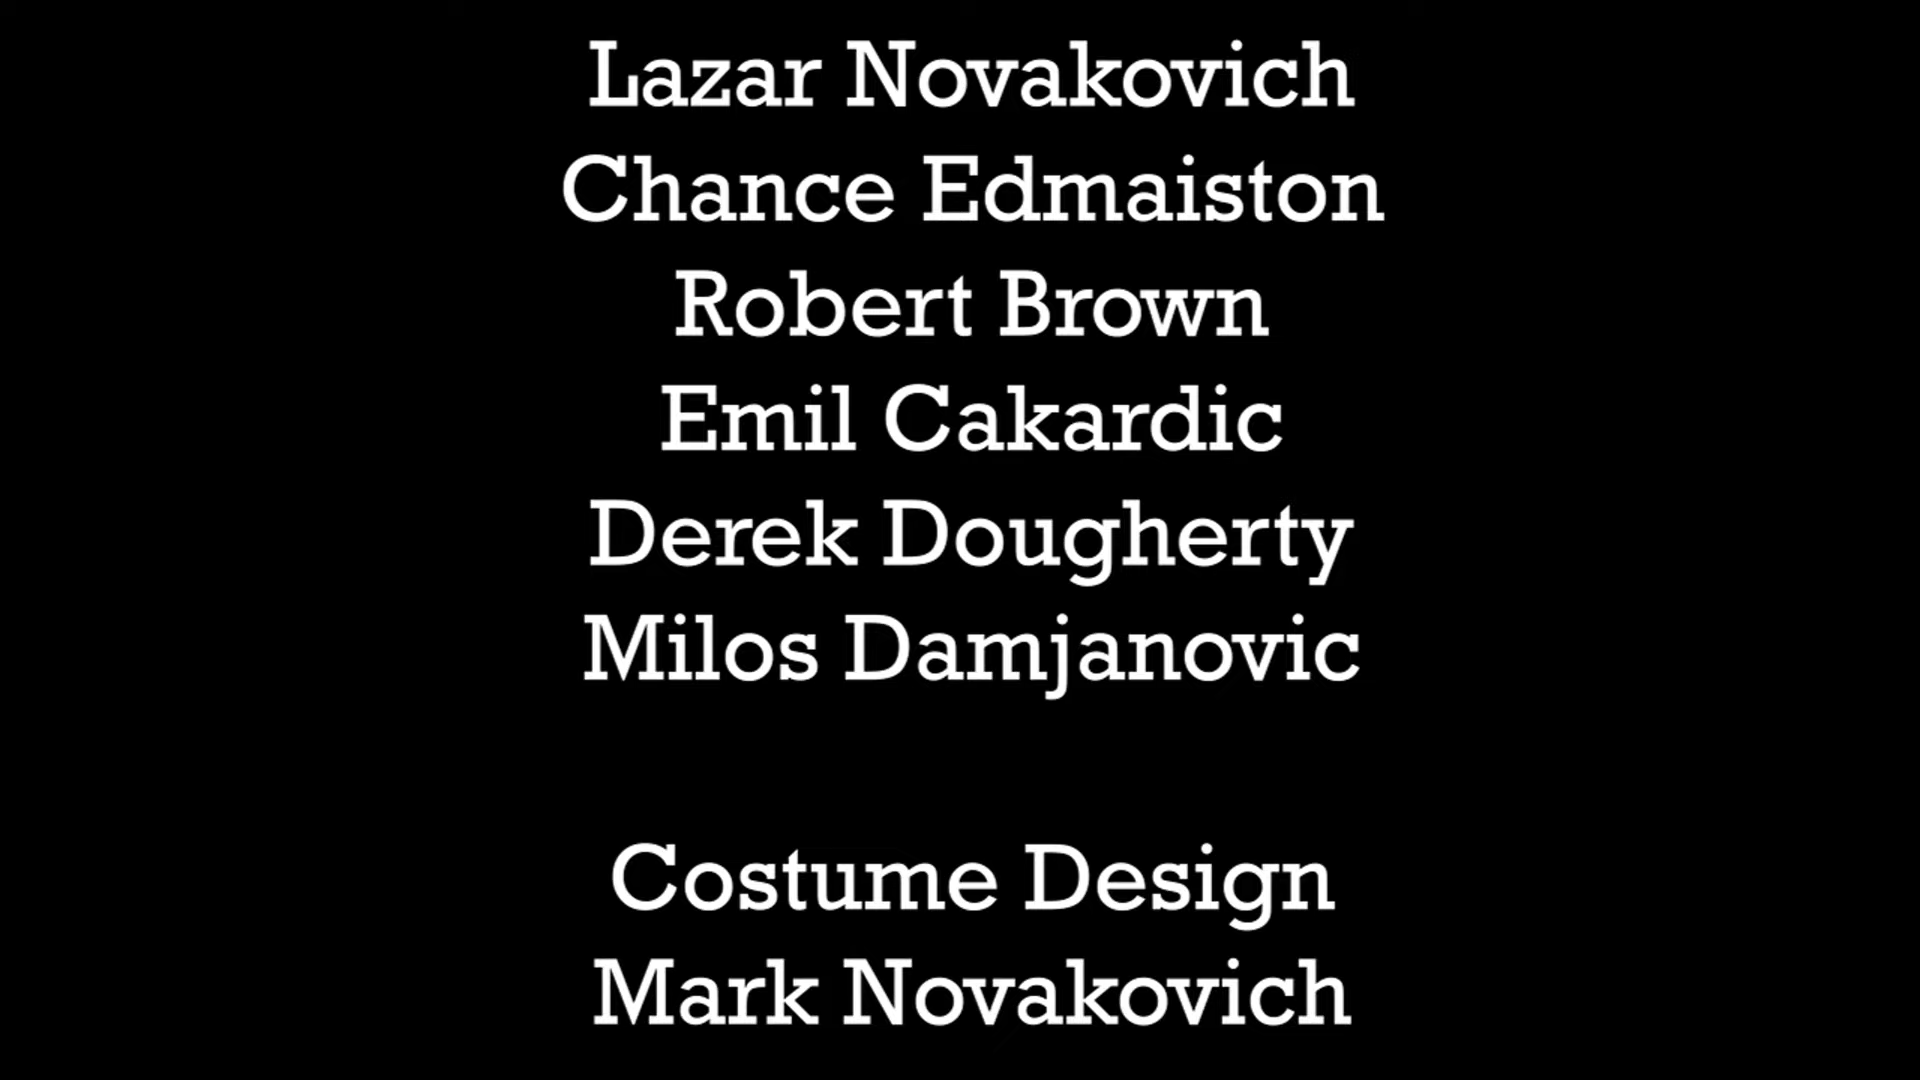 Lazar Novakovich
Chance Edmaiston
Robert Brown
Emil Cakardic
Derek Dougherty
Milos Damjanovic
Costume Design
Mark Novakovich